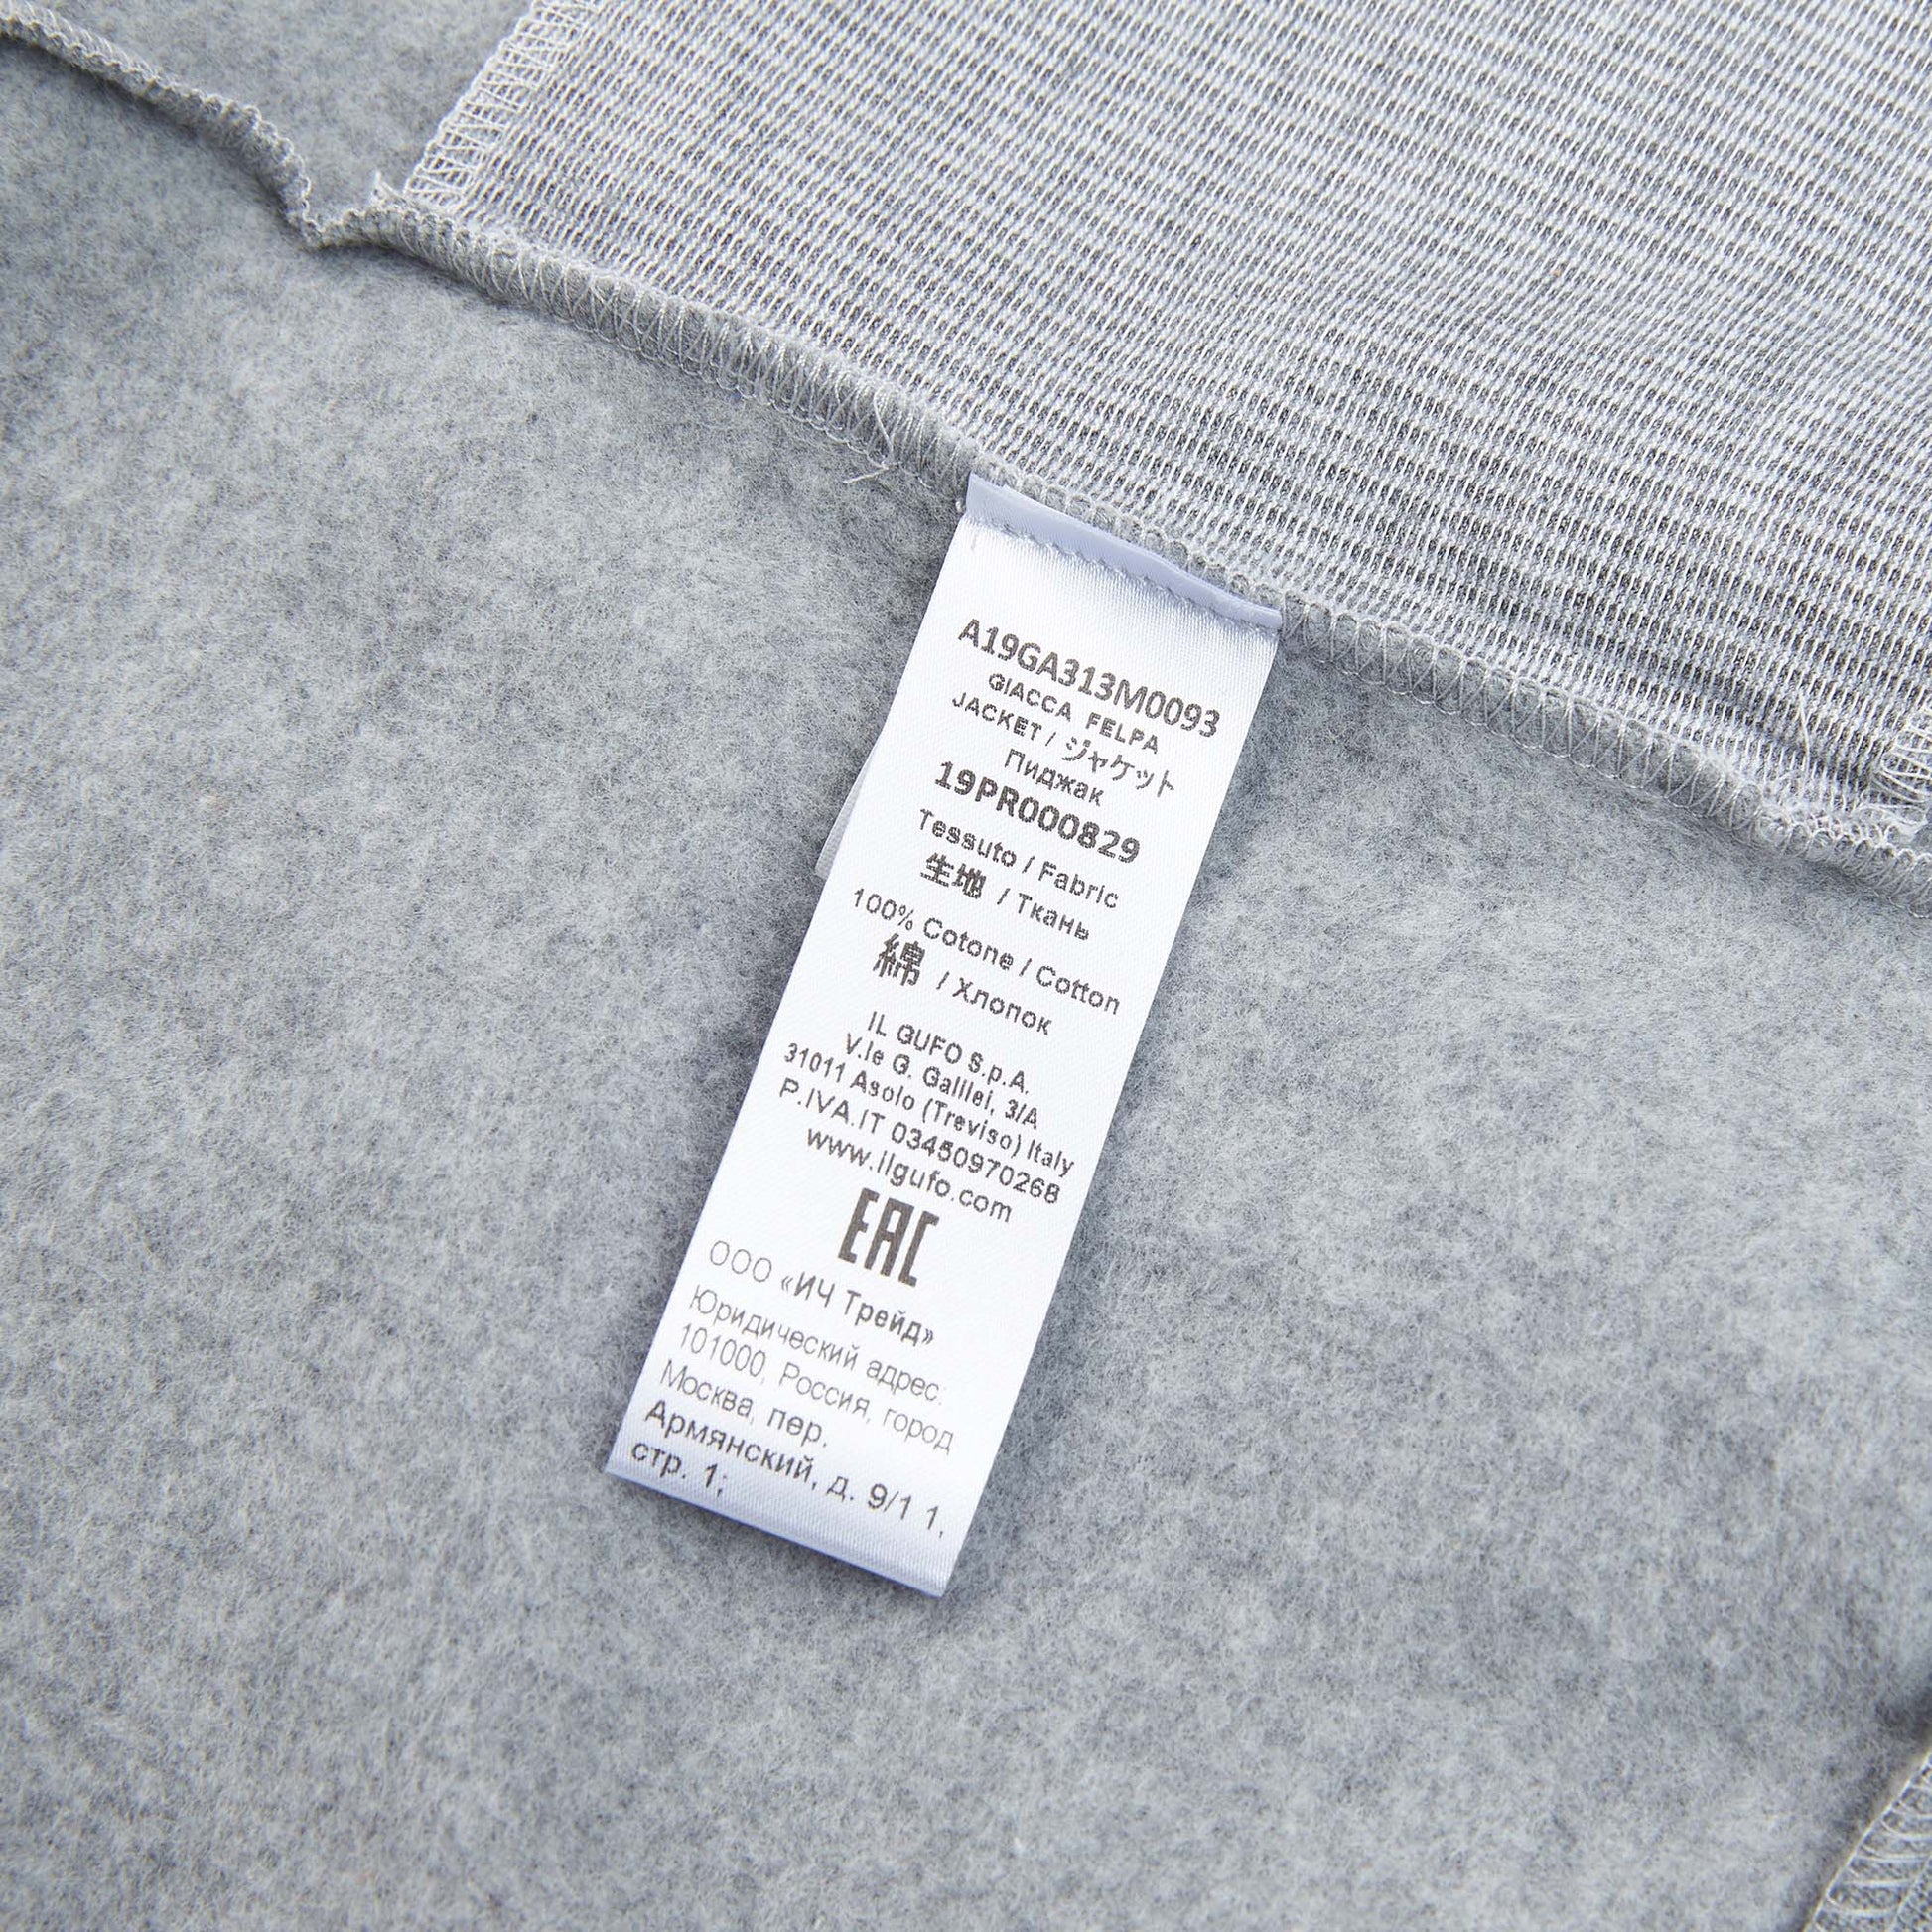 A19GA313M0093
GIACCA FELPA
JACKET / ジャケット
Пиджак
19PR000829
Tessuto / Fabric
生地 / Ткань
100% Cotone / Cotton
綿 / Хлопок
IL GUFO S.p.A.
V.le G. Galilei, 3/A
31011 Asolo (Treviso) Italy
P.IVA.IT 03450970268
www.ilgufo.com
EAC
ООО «ИЧ Трейд»
Юридический адрес:
101000, Россия, город
Москва, пер.
Армянский, д. 9/1 1,
стр. 1;